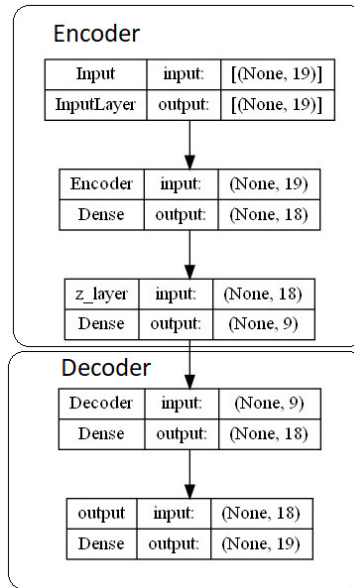 Encoder
Input input: [(None, 19)]
InputLayer output: [(None, 19)]
Encoder input: (None, 19)
Dense output: (None, 18)
z_layer input: (None, 18)
Dense output: (None, 9)
Decoder
Decoder input: (None, 9)
Dense output: (None, 18)
output input: (None, 18)
Dense output: (None, 19)